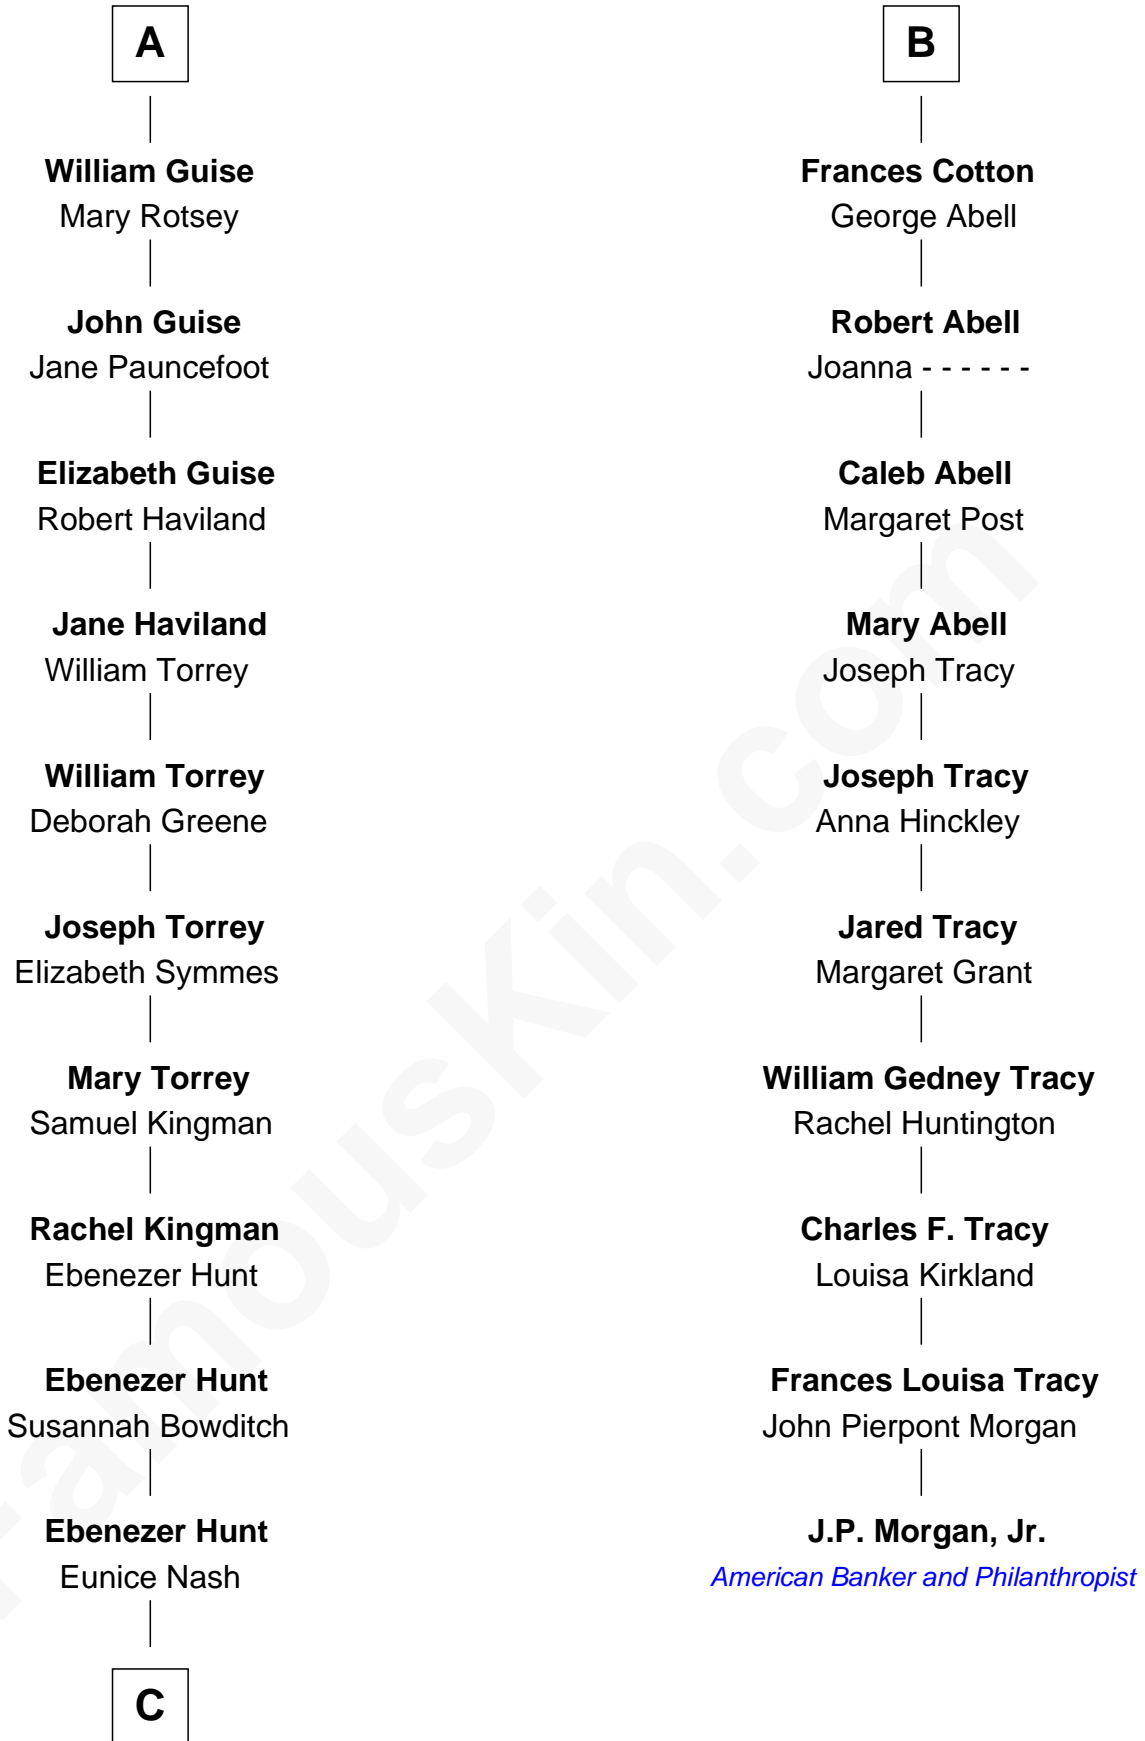 A
William Guise
Mary Rotsey
John Guise
Jane Pauncefoot
Elizabeth Guise
Robert Haviland
Jane Haviland
William Torrey
William Torrey
Deborah Greene
Joseph Torrey
Elizabeth Symmes
Mary Torrey
Samuel Kingman
Rachel Kingman
Ebenezer Hunt
Ebenezer Hunt
Susannah Bowditch
Ebenezer Hunt
Eunice Nash
C
B
Frances Cotton
George Abell
Robert Abell
Joanna - - - - - -
Caleb Abell
Margaret Post
Mary Abell
Joseph Tracy
Joseph Tracy
Anna Hinckley
Jared Tracy
Margaret Grant
William Gedney Tracy
Rachel Huntington
Charles F. Tracy
Louisa Kirkland
Frances Louisa Tracy
John Pierpont Morgan
J.P. Morgan, Jr.
American Banker and Philanthropist
FamousKin.com